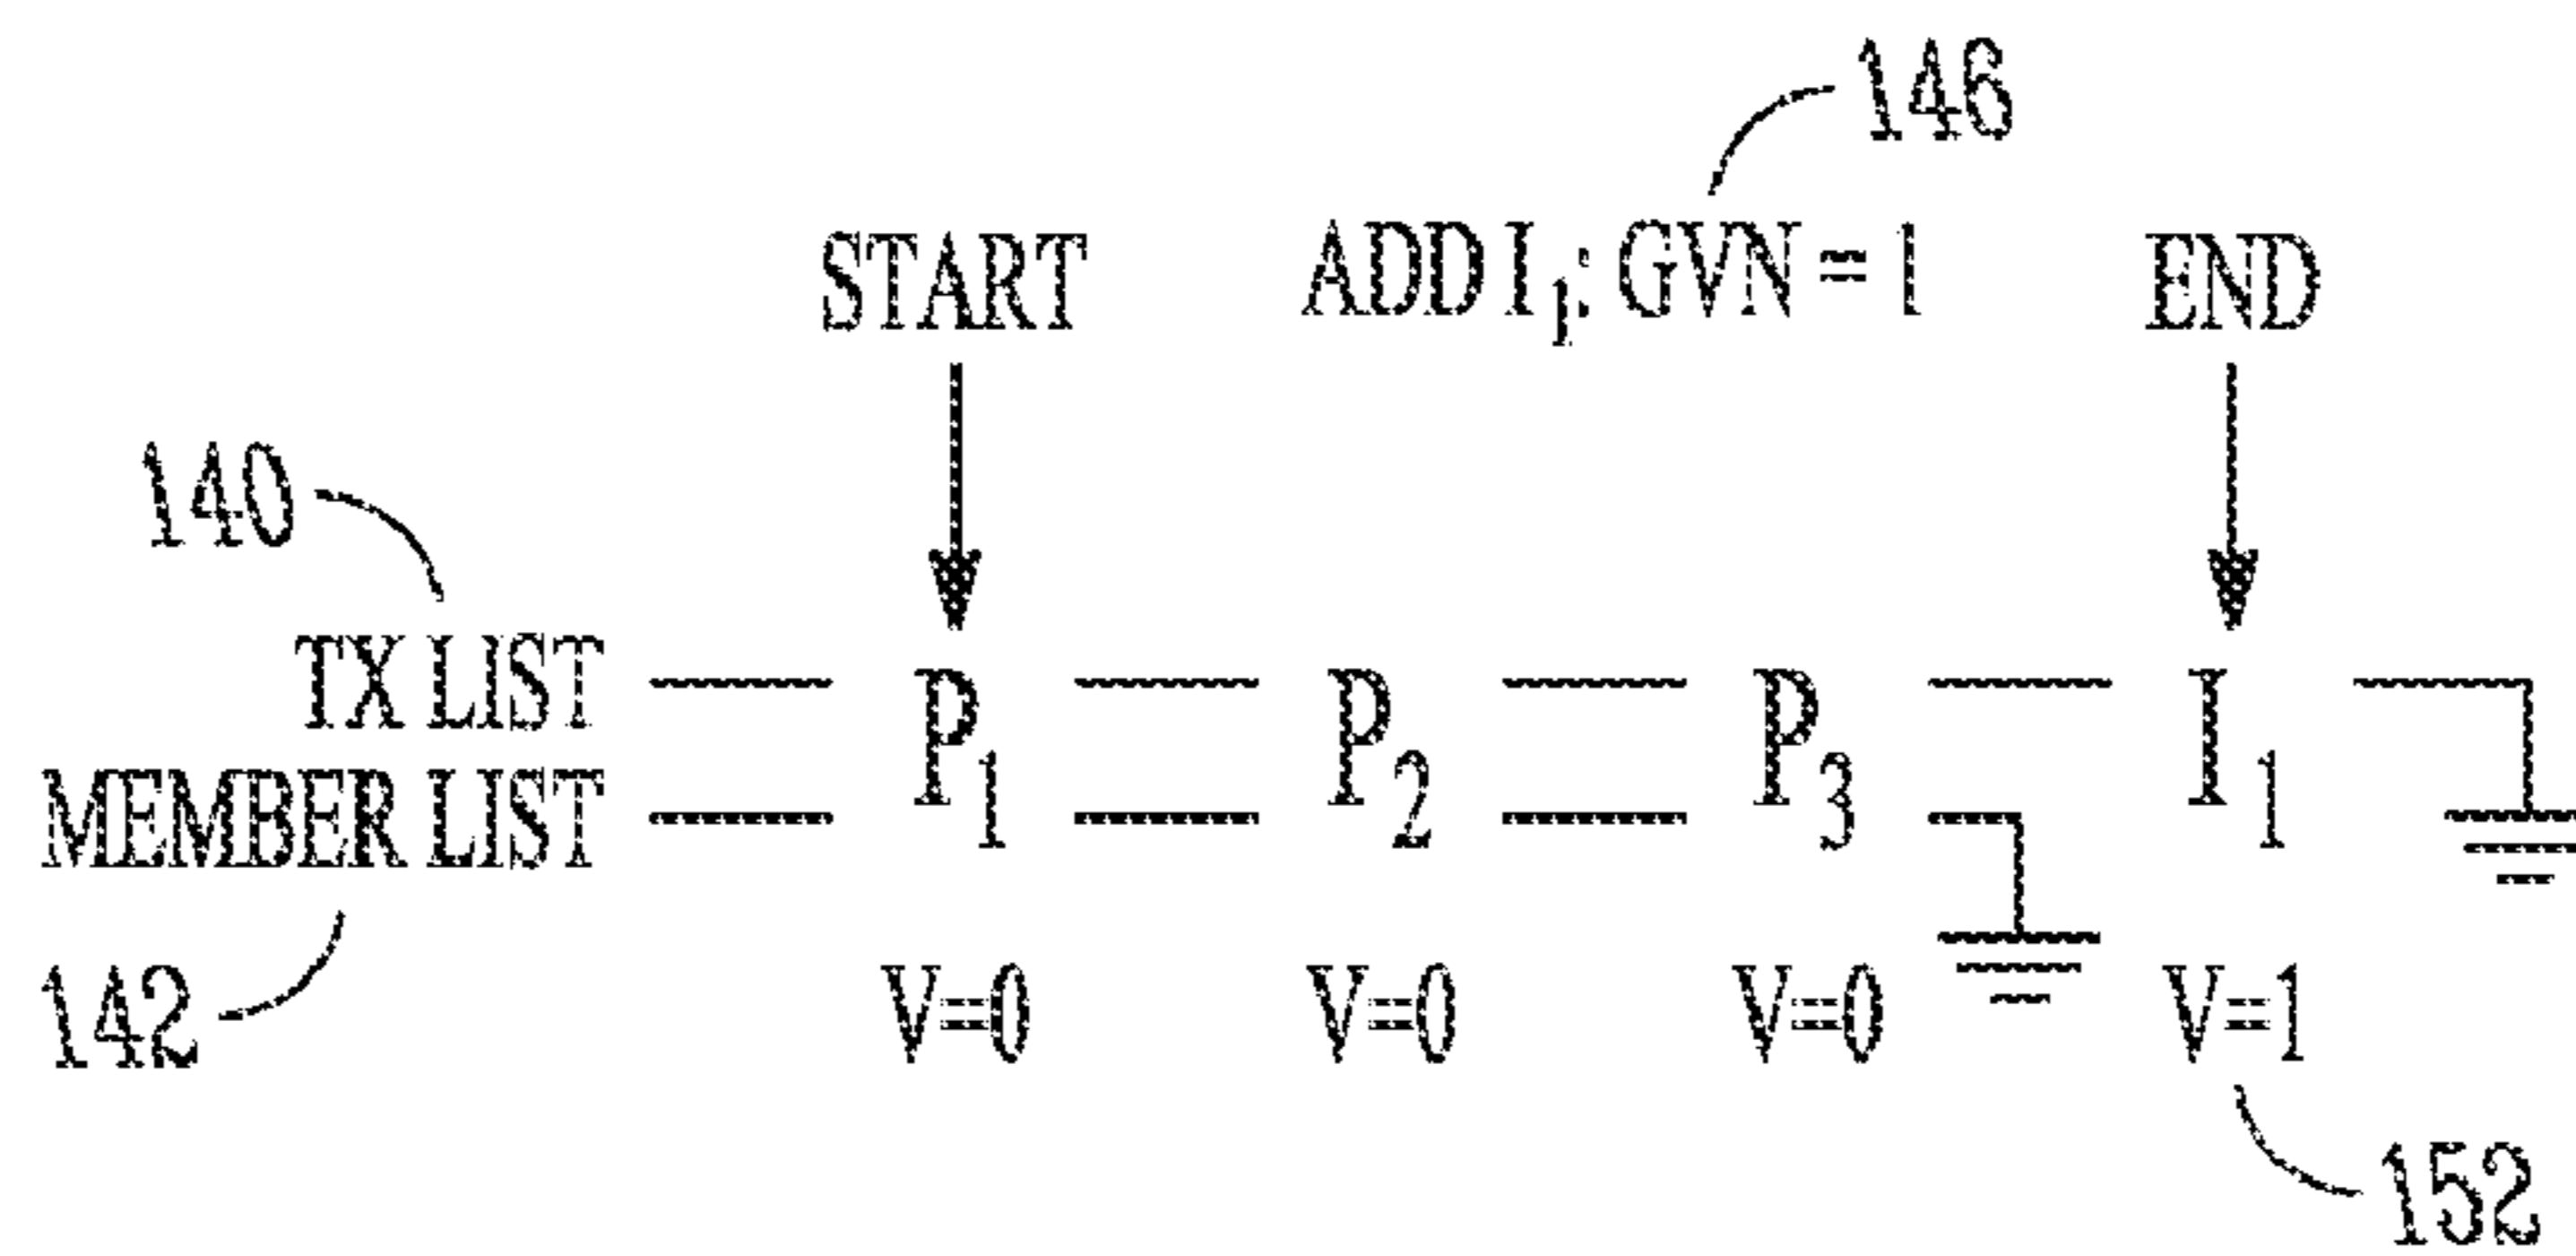 146
START ADD I₁: GVN = 1 END
140
TX LIST P₁ P₂ P₃ I₁
MEMBER LIST
142 V=0 V=0 V=0 V=1
152